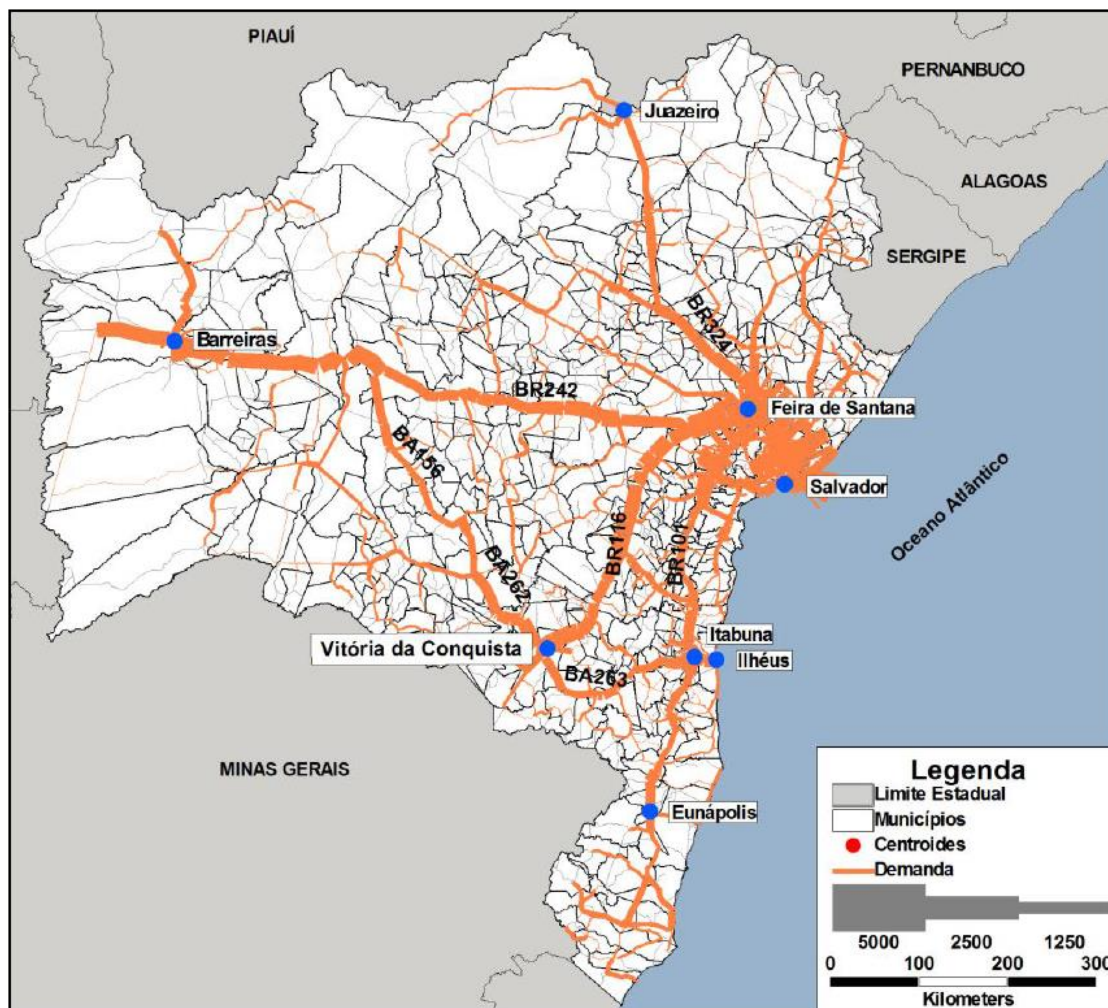 PIAUÍ
PERNAMBUCO
Juazeiro
ALAGOAS
SERGIPE
BR324
Barreiras
BR242
Feira de Santana
BA156
Salvador
Oceano Atlântico
BR116
BR101
BA262
Itabuna
Vitória da Conquista
Ilhéus
BA263
MINAS GERAIS
Eunápolis
Legenda
Limite Estadual
Municípios
Centroides
Demanda
5000 2500 1250
0 100 200 300
Kilometers